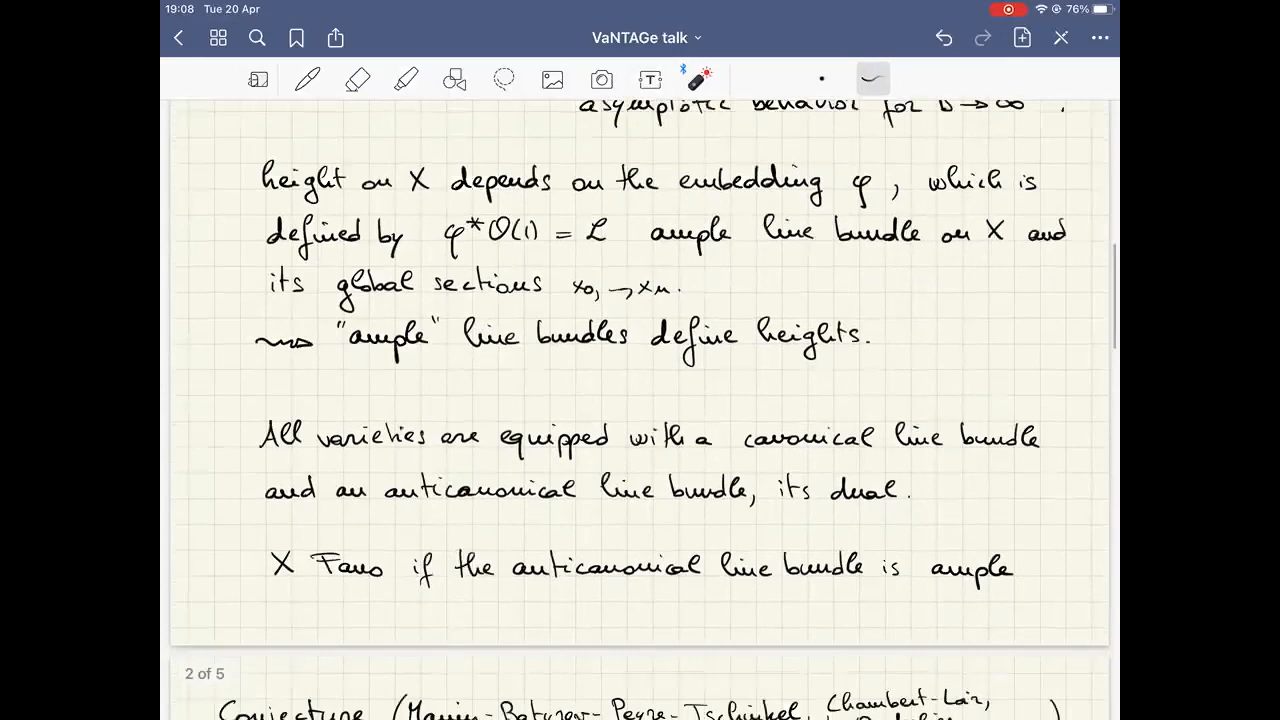 19:08 Tue 20 Apr
76%
VaNTAGe talk
asymptotic behavior for B → ∞ .
height on X depends on the embedding φ , which is
defined by φ* O(1) = L ample line bundle on X and
its global sections x0, → xn.
"ample" line bundles define heights.
All varieties are equipped with a canonical line bundle
and an anticanonical line bundle, its dual.
X Fano if the anticanonical line bundle is ample
2 of 5
Conjecture (Manin-Batyrev-Peyre-Tschinkel, Chambert-Loir, )